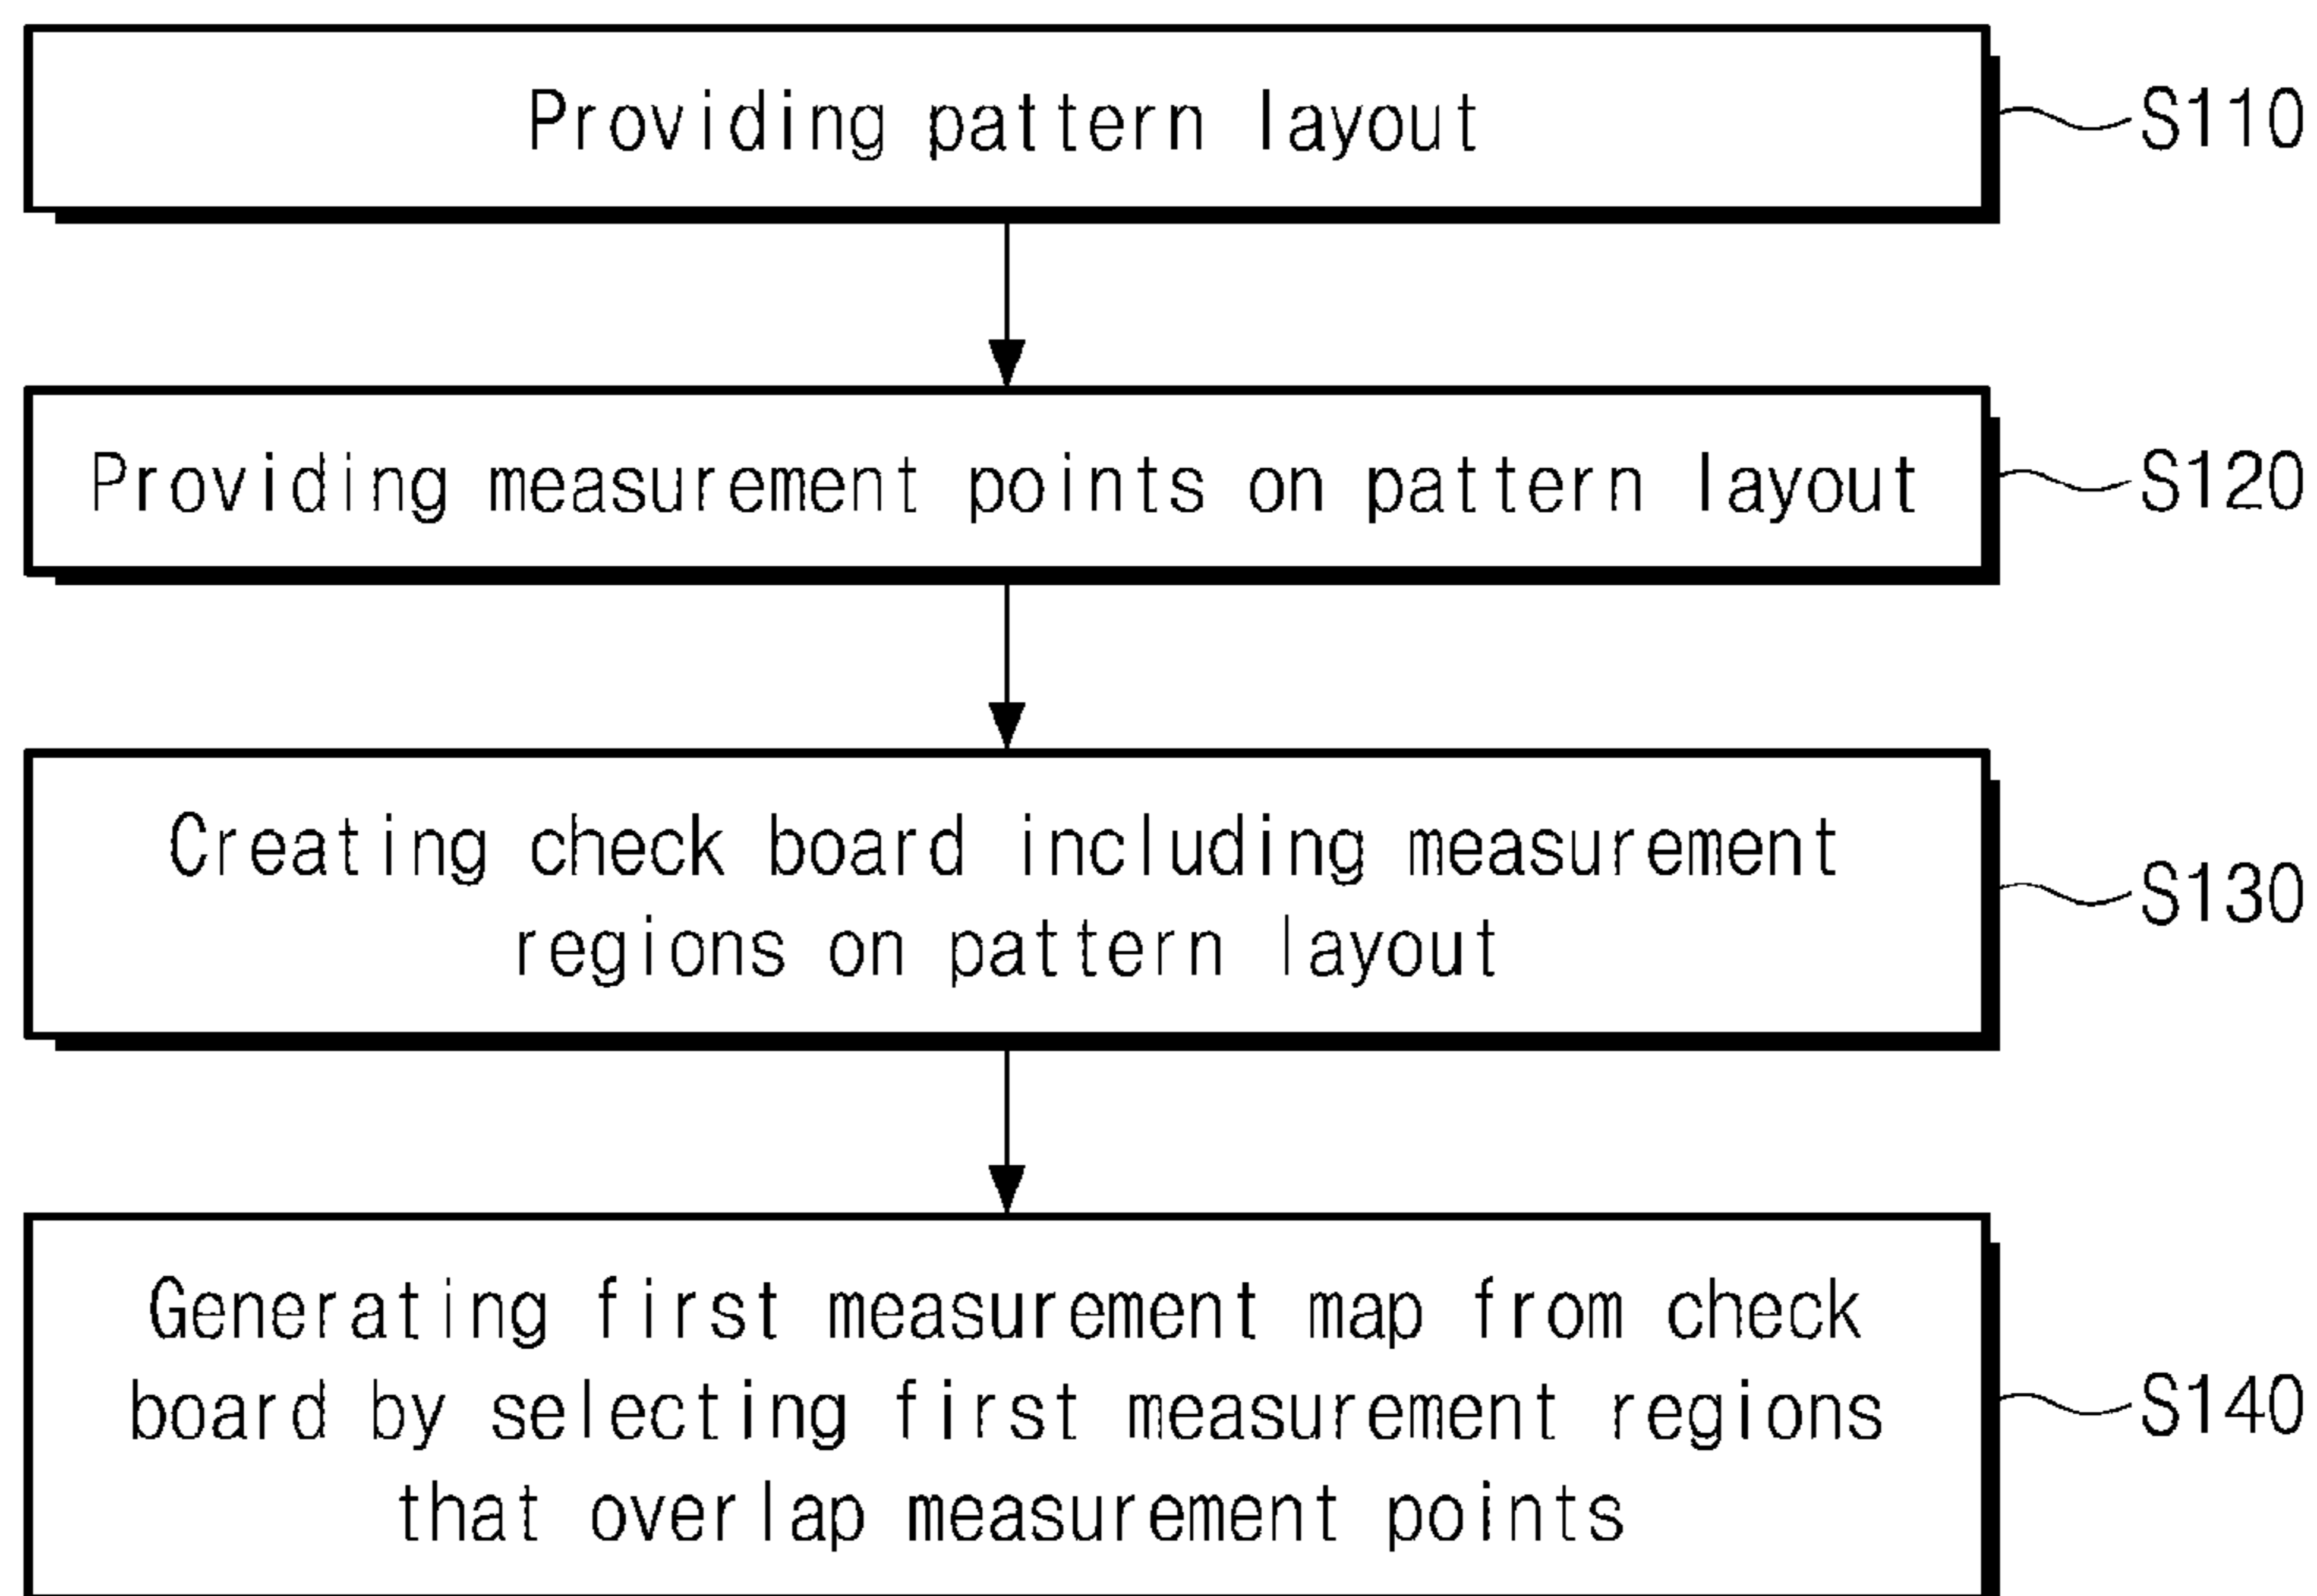 Providing pattern layout
S110
Providing measurement points on pattern layout
S120
Creating check board including measurement
regions on pattern layout
S130
Generating first measurement map from check
board by selecting first measurement regions
that overlap measurement points
S140